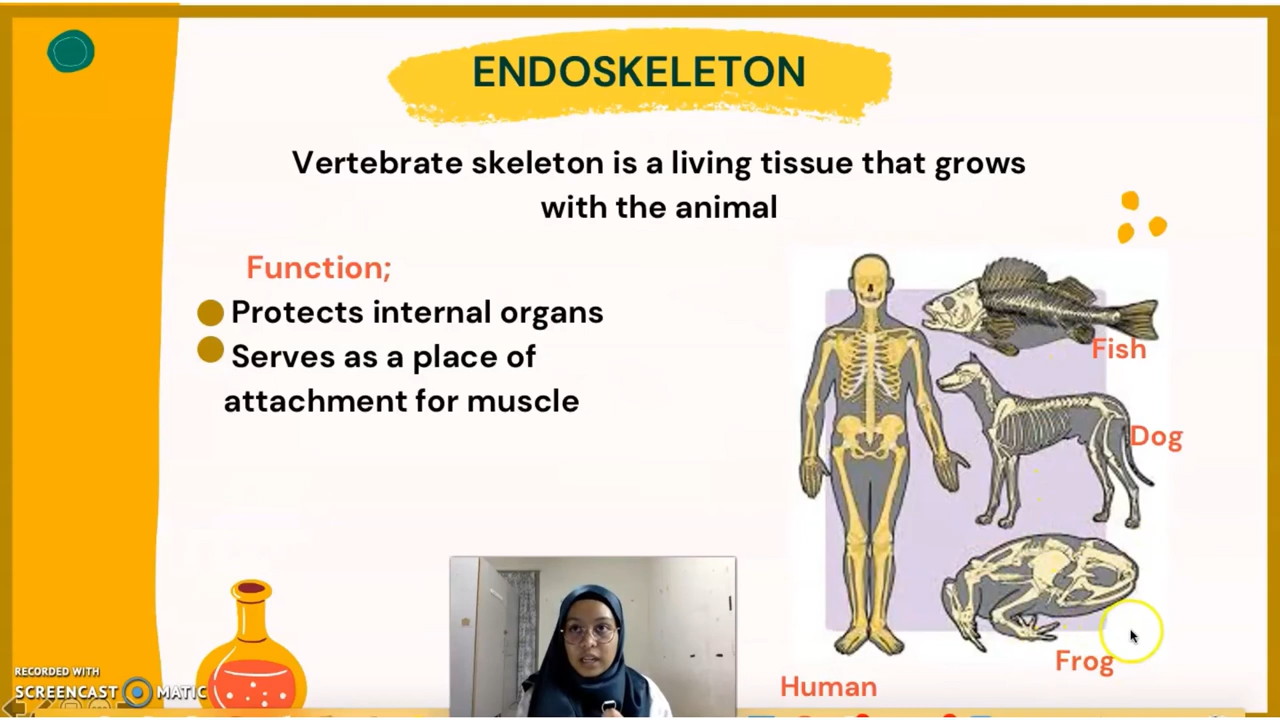 ENDOSKELETON
Vertebrate skeleton is a living tissue that grows
with the animal
Function;
Protects internal organs
Serves as a place of
attachment for muscle
Fish
Dog
Frog
Human
RECORDED WITH
SCREENCAST MATIC